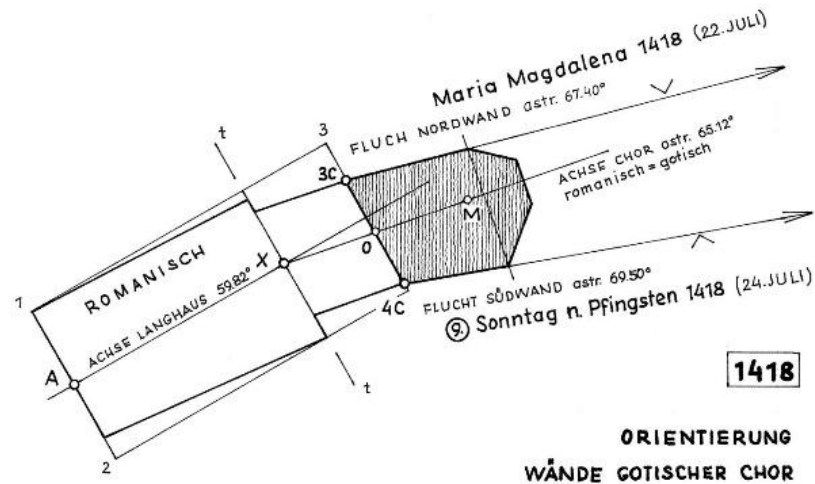 Maria Magdalena 1418 (22.JULI)
FLUCH NORDWAND astr. 67.40°
ACHSE CHOR astr. 65.12°
romanisch = gotisch
t
3
3C
M
O
X
ROMANISCH
ACHSE LANGHAUS 59.82°
1
A
4C
FLUCHT SÜDWAND astr. 69.50°
9. Sonntag n. Pfingsten 1418 (24.JULI)
t
2
1418
ORIENTIERUNG
WÄNDE GOTISCHER CHOR